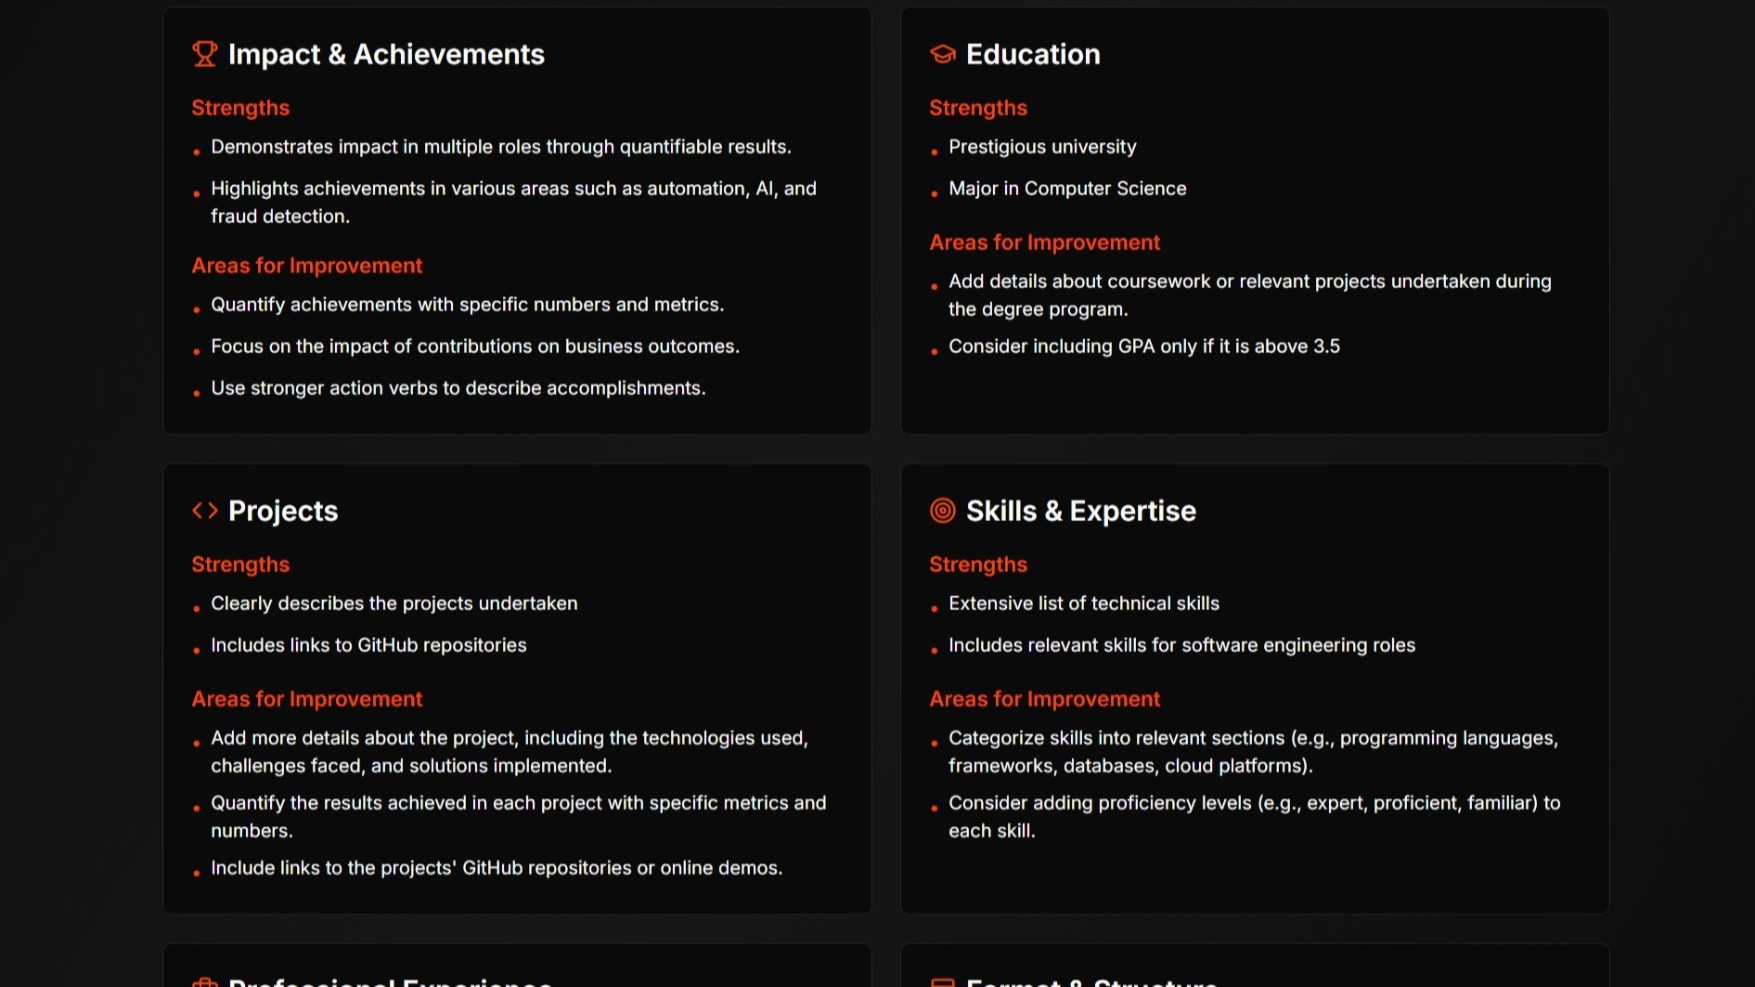 Impact & Achievements
Strengths
Demonstrates impact in multiple roles through quantifiable results.
Highlights achievements in various areas such as automation, AI, and
fraud detection.
Areas for Improvement
Quantify achievements with specific numbers and metrics.
Focus on the impact of contributions on business outcomes.
Use stronger action verbs to describe accomplishments.
Education
Strengths
Prestigious university
Major in Computer Science
Areas for Improvement
Add details about coursework or relevant projects undertaken during
the degree program.
Consider including GPA only if it is above 3.5
Projects
Strengths
Clearly describes the projects undertaken
Includes links to GitHub repositories
Areas for Improvement
Add more details about the project, including the technologies used,
challenges faced, and solutions implemented.
Quantify the results achieved in each project with specific metrics and
numbers.
Include links to the projects' GitHub repositories or online demos.
Skills & Expertise
Strengths
Extensive list of technical skills
Includes relevant skills for software engineering roles
Areas for Improvement
Categorize skills into relevant sections (e.g., programming languages,
frameworks, databases, cloud platforms).
Consider adding proficiency levels (e.g., expert, proficient, familiar) to
each skill.
Professional Experience
Format & Structure